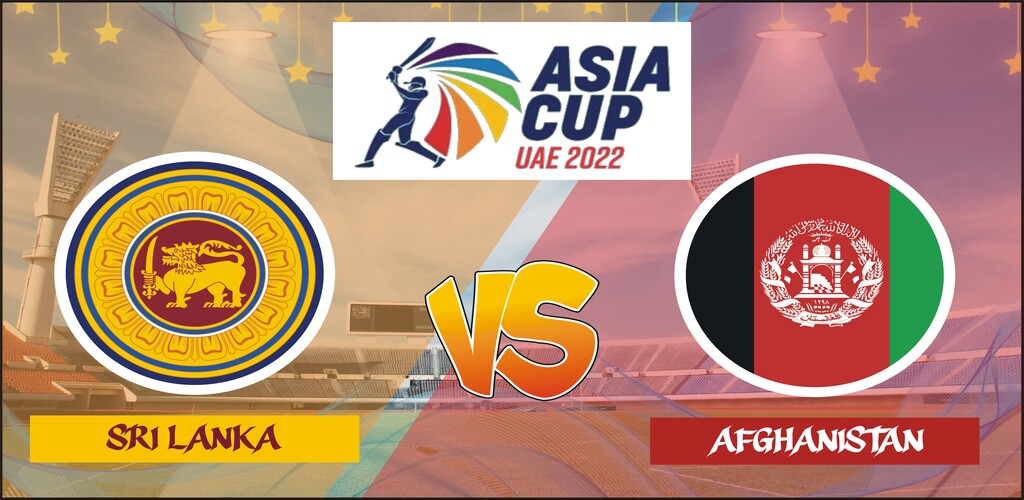 ASIA
CUP
UAE 2022
VS
SRI LANKA
AFGHANISTAN